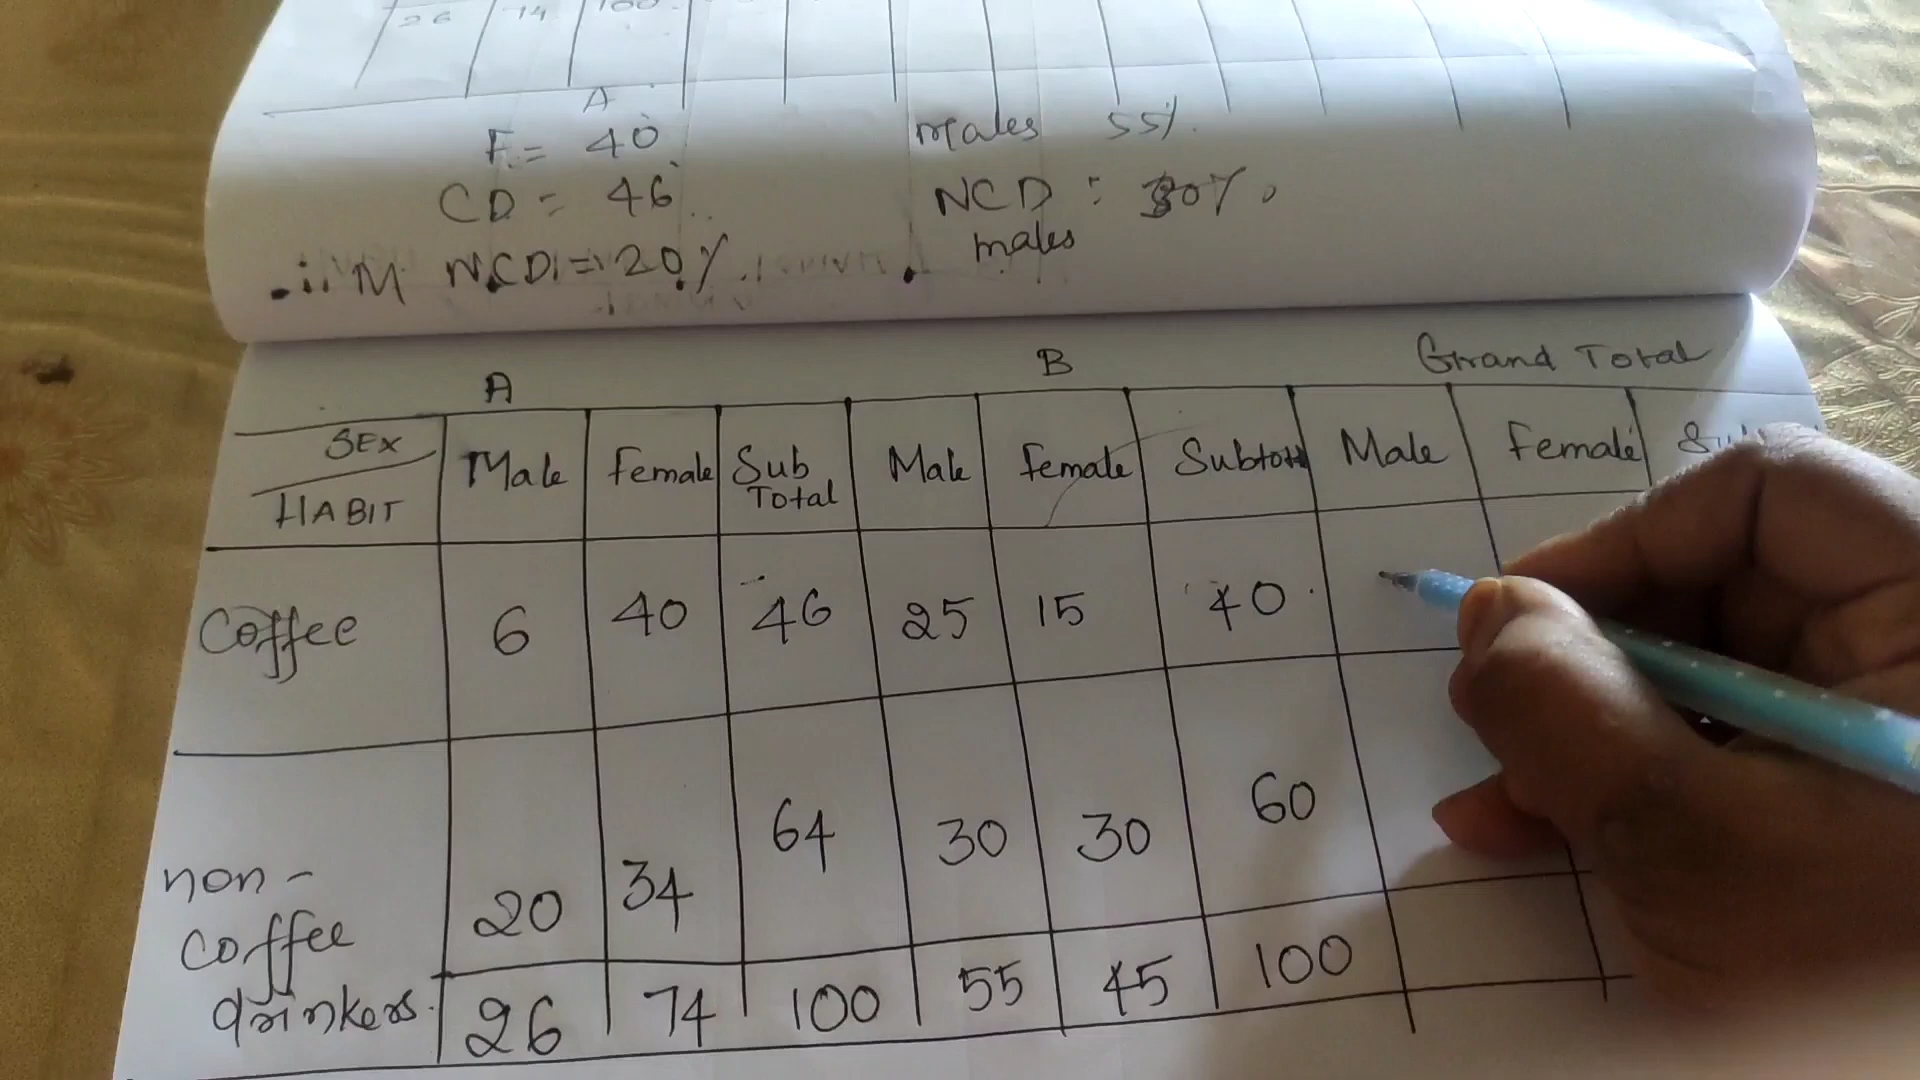 26 74 100
A
F = 40 Males 55%.
CD = 46 NCD : 30%
males
∴ M NCD = 20%
A B Grand Total
SEX Male Female Sub Total Male Female Subtot Male Female
HABIT
Coffee 6 40 46 25 15 40
non-coffee drinkers. 20 34 64 30 30 60
26 74 100 55 45 100